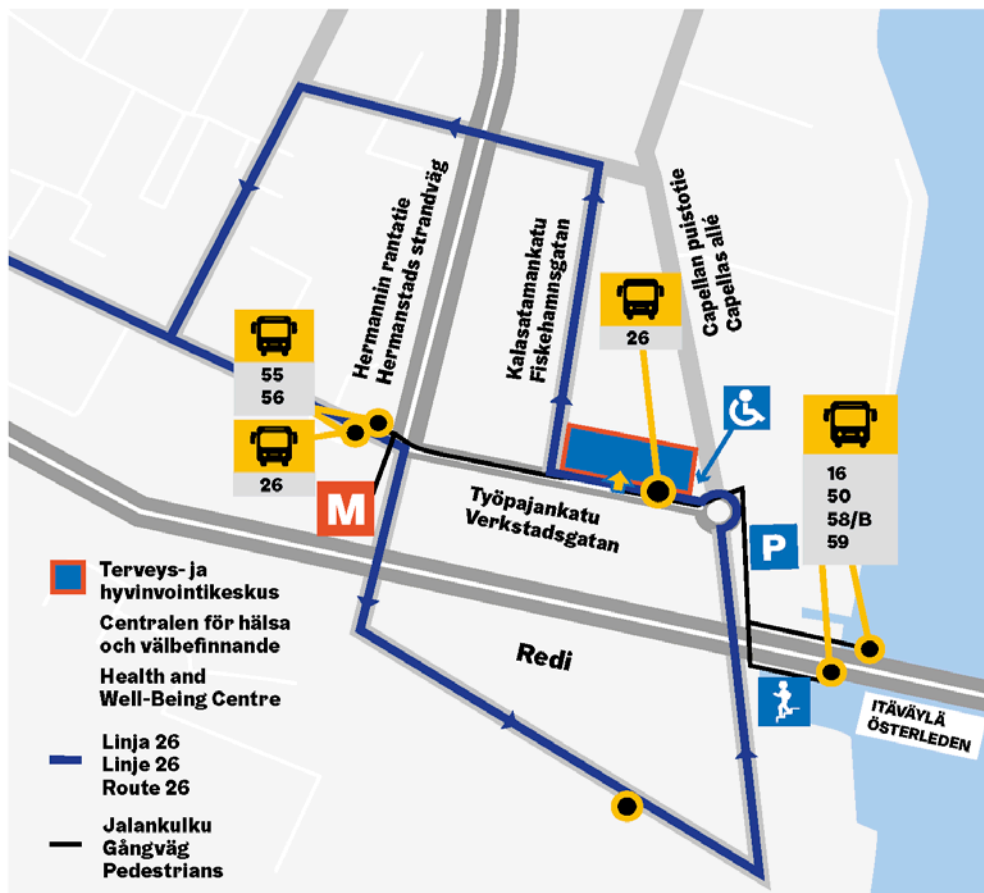 Hermannin rantatie
Hermanstads strandväg
Kalasatamankatu
Fiskehamnsgatan
Capellan puistotie
Capellas allé
26
55
56
26
M
Työpajankatu
Verkstadsgatan
P
16
50
58/B
59
Redi
ITÄVÄYLÄ
ÖSTERLEDEN
Terveys- ja
hyvinvointikeskus
Centralen för hälsa
och välbefinnande
Health and
Well-Being Centre
Linja 26
Linje 26
Route 26
Jalankulku
Gångväg
Pedestrians